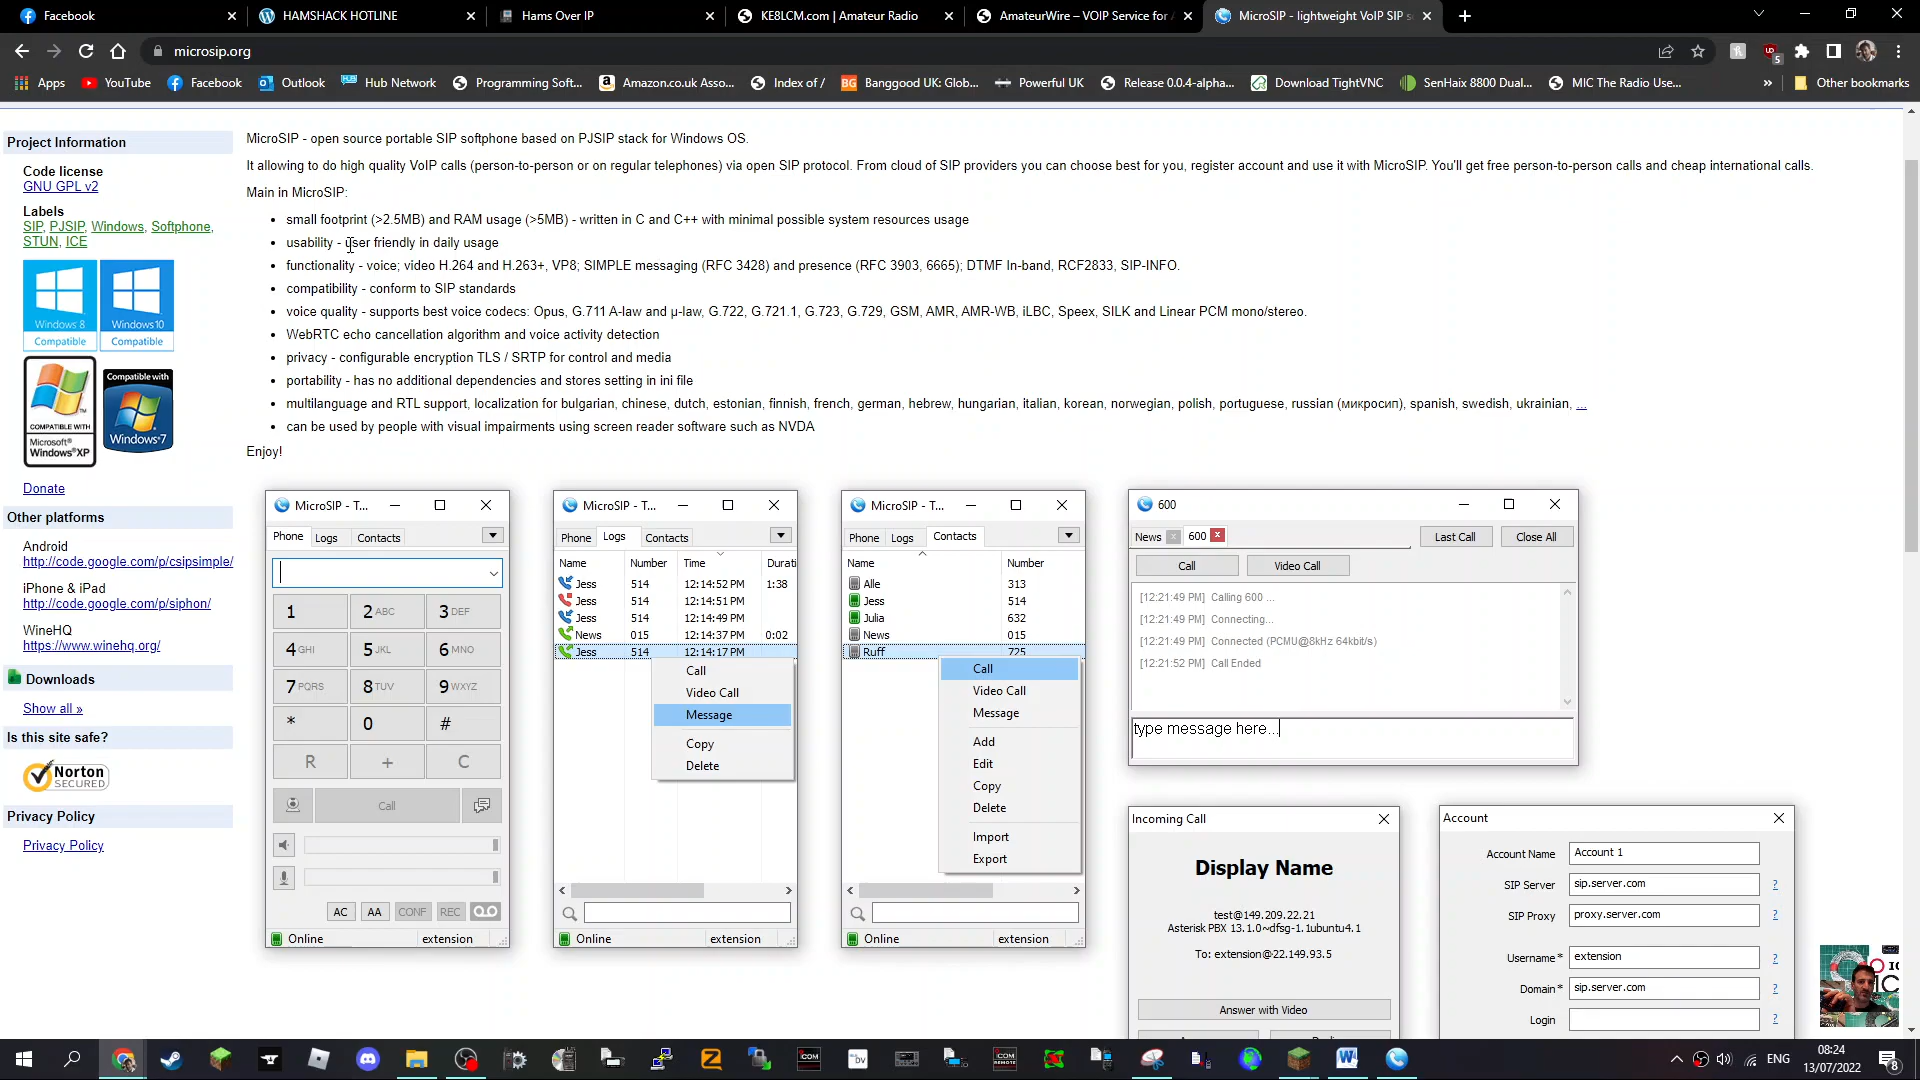 Facebook
HAMSHACK HOTLINE
Hams Over IP
KE8LCM.com | Amateur Radio
AmateurWire – VOIP Service for
MicroSIP - lightweight VoIP SIP
microsip.org
Apps
YouTube
Facebook
Outlook
Hub Network
Programming Soft...
Amazon.co.uk Asso...
Index of /
Banggood UK: Glob...
Powerful UK
Release 0.0.4-alpha...
Download TightVNC
SenHaix 8800 Dual...
MIC The Radio Use...
»
Other bookmarks
Project Information
Code license
GNU GPL v2
Labels
SIP, PJSIP, Windows, Softphone,
STUN, ICE
Windows 8
Compatible
Windows 10
Compatible
COMPATIBLE WITH
Microsoft
Windows XP
Compatible with
Windows 7
Donate
Other platforms
Android
http://code.google.com/p/csipsimple/
iPhone & iPad
http://code.google.com/p/siphon/
WineHQ
https://www.winehq.org/
Downloads
Show all »
Is this site safe?
Norton
SECURED
Privacy Policy
Privacy Policy
MicroSIP - open source portable SIP softphone based on PJSIP stack for Windows OS.
It allowing to do high quality VoIP calls (person-to-person or on regular telephones) via open SIP protocol. From cloud of SIP providers you can choose best for you, register account and use it with MicroSIP. You'll get free person-to-person calls and cheap international calls.
Main in MicroSIP:
• small footprint (>2.5MB) and RAM usage (>5MB) - written in C and C++ with minimal possible system resources usage
• usability - user friendly in daily usage
• functionality - voice; video H.264 and H.263+, VP8; SIMPLE messaging (RFC 3428) and presence (RFC 3903, 6665); DTMF In-band, RCF2833, SIP-INFO.
• compatibility - conform to SIP standards
• voice quality - supports best voice codecs: Opus, G.711 A-law and µ-law, G.722, G.721.1, G.723, G.729, GSM, AMR, AMR-WB, iLBC, Speex, SILK and Linear PCM mono/stereo.
• WebRTC echo cancellation algorithm and voice activity detection
• privacy - configurable encryption TLS / SRTP for control and media
• portability - has no additional dependencies and stores setting in ini file
• multilanguage and RTL support, localization for bulgarian, chinese, dutch, estonian, finnish, french, german, hebrew, hungarian, italian, korean, norwegian, polish, portuguese, russian (микросип), spanish, swedish, ukrainian, ...
• can be used by people with visual impairments using screen reader software such as NVDA
Enjoy!
MicroSIP - T...
Phone Logs Contacts
1 2 ABC 3 DEF
4 GHI 5 JKL 6 MNO
7 PQRS 8 TUV 9 WXYZ
* 0 #
R + C
Call
AC AA CONF REC
Online extension
MicroSIP - T...
Phone Logs Contacts
Name Number Time Durati
Jess 514 12:14:52 PM 1:38
Jess 514 12:14:51 PM
Jess 514 12:14:49 PM
News 015 12:14:37 PM 0:02
Jess 514 12:14:17 PM
Call
Video Call
Message
Copy
Delete
Online extension
MicroSIP - T...
Phone Logs Contacts
Name Number
Alle 313
Jess 514
Julia 632
News 015
Ruff 725
Call
Video Call
Message
Add
Edit
Copy
Delete
Import
Export
Online extension
600
News 600
Last Call Close All
Call Video Call
[12:21:49 PM] Calling 600 ...
[12:21:49 PM] Connecting...
[12:21:49 PM] Connected (PCMU@8kHz 64kbit/s)
[12:21:52 PM] Call Ended
type message here...
Incoming Call
Display Name
test@149.209.22.21
Asterisk PBX 13.1.0~dfsg-1.1ubuntu4.1
To: extension@22.149.93.5
Answer with Video
Account
Account Name Account 1
SIP Server sip.server.com ?
SIP Proxy proxy.server.com ?
Username* extension ?
Domain* sip.server.com ?
Login ?
ENG
08:24
13/07/2022
8